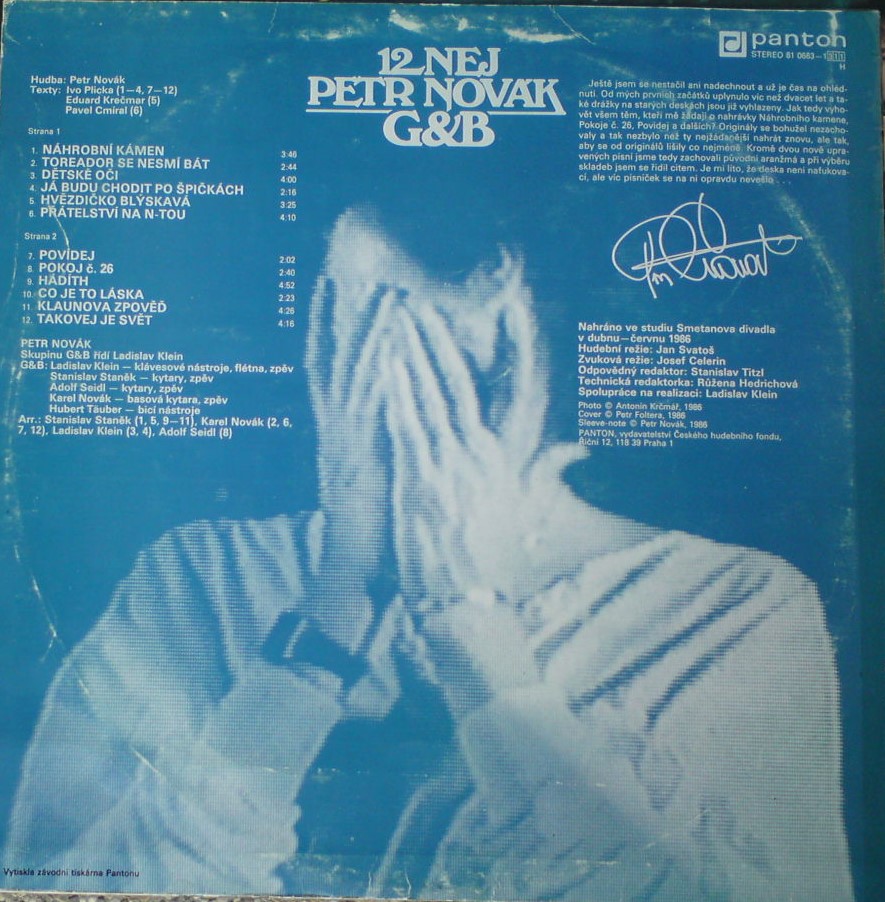 panton
STEREO 81 0663-1 311
H
12 NEJ
PETR NOVÁK
G&B
Hudba: Petr Novák
Texty: Ivo Plicka (1—4, 7—12)
Eduard Krečmar (5)
Pavel Cmíral (6)
Strana 1
1. NÁHROBNÍ KÁMEN 3:46
2. TOREADOR SE NESMÍ BÁT 2:44
3. DĚTSKÉ OČI 4:00
4. JÁ BUDU CHODIT PO ŠPIČKÁCH 2:16
5. HVĚZDIČKO BLÝSKAVÁ 3:25
6. PŘÁTELSTVÍ NA N-TOU 4:10
Strana 2
7. POVÍDEJ 2:02
8. POKOJ č. 26 2:40
9. HÁDÍTH 4:52
10. CO JE TO LÁSKA 2:23
11. KLAUNOVA ZPOVĚĎ 4:26
12. TAKOVEJ JE SVĚT 4:16
PETR NOVÁK
Skupinu G&B řídí Ladislav Klein
G&B: Ladislav Klein — klávesové nástroje, flétna, zpěv
Stanislav Staněk — kytary, zpěv
Adolf Seidl — kytary, zpěv
Karel Novák — basová kytara, zpěv
Hubert Täuber — bicí nástroje
Arr.: Stanislav Staněk (1, 5, 9—11), Karel Novák (2, 6,
7, 12), Ladislav Klein (3, 4), Adolf Seidl (8)
Ještě jsem se nestačil ani nadechnout a už je čas na ohléd-
nutí. Od mých prvních začátků uplynulo víc než dvacet let a ta-
ké drážky na starých deskách jsou již vyhlazeny. Jak tedy vyho-
vět všem těm, kteří mě žádají o nahrávky Náhrobního kamene,
Pokoje č. 26, Povídej a dalších? Originály se bohužel nezacho-
valy a tak nezbylo než ty nejžádanější nahrát znovu, ale tak,
aby se od originálů lišily co nejméně. Kromě dvou nově upra-
vených písní jsme tedy zachovali původní aranžmá a při výběru
skladeb jsem se řídil citem. Je mi líto, že deska není nafukova-
cí, ale víc písniček se na ni opravdu nevešlo . . .
Nahráno ve studiu Smetanova divadla
v dubnu—červnu 1986
Hudební režie: Jan Svatoš
Zvuková režie: Josef Celerin
Odpovědný redaktor: Stanislav Titzl
Technická redaktorka: Růžena Hedrichová
Spolupráce na realizaci: Ladislav Klein
Photo © Antonín Krčmář, 1986
Cover © Petr Foltera, 1986
Sleeve-note © Petr Novák, 1986
PANTON, vydavatelství Českého hudebního fondu,
Říční 12, 118 39 Praha 1
Vytiskla závodní tiskárna Pantonu